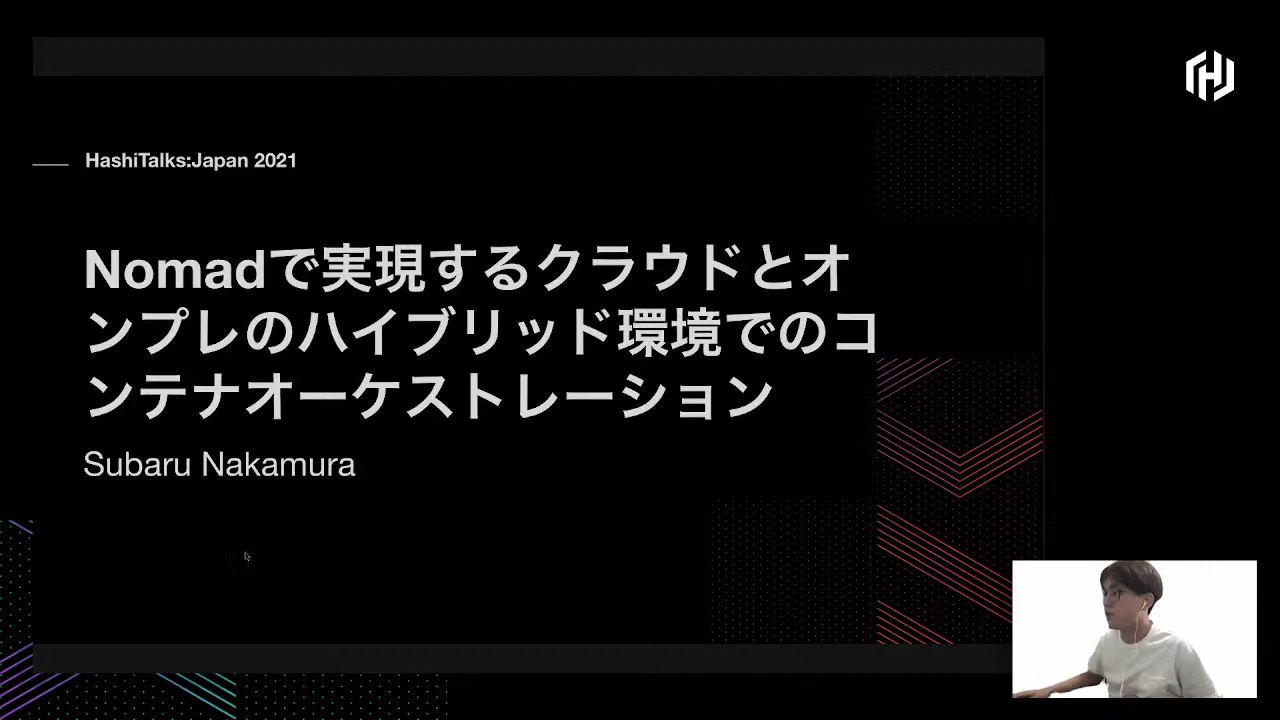 HashiTalks:Japan 2021
Nomadで実現するクラウドとオ
ンプレのハイブリッド環境でのコ
ンテナオーケストレーション
Subaru Nakamura